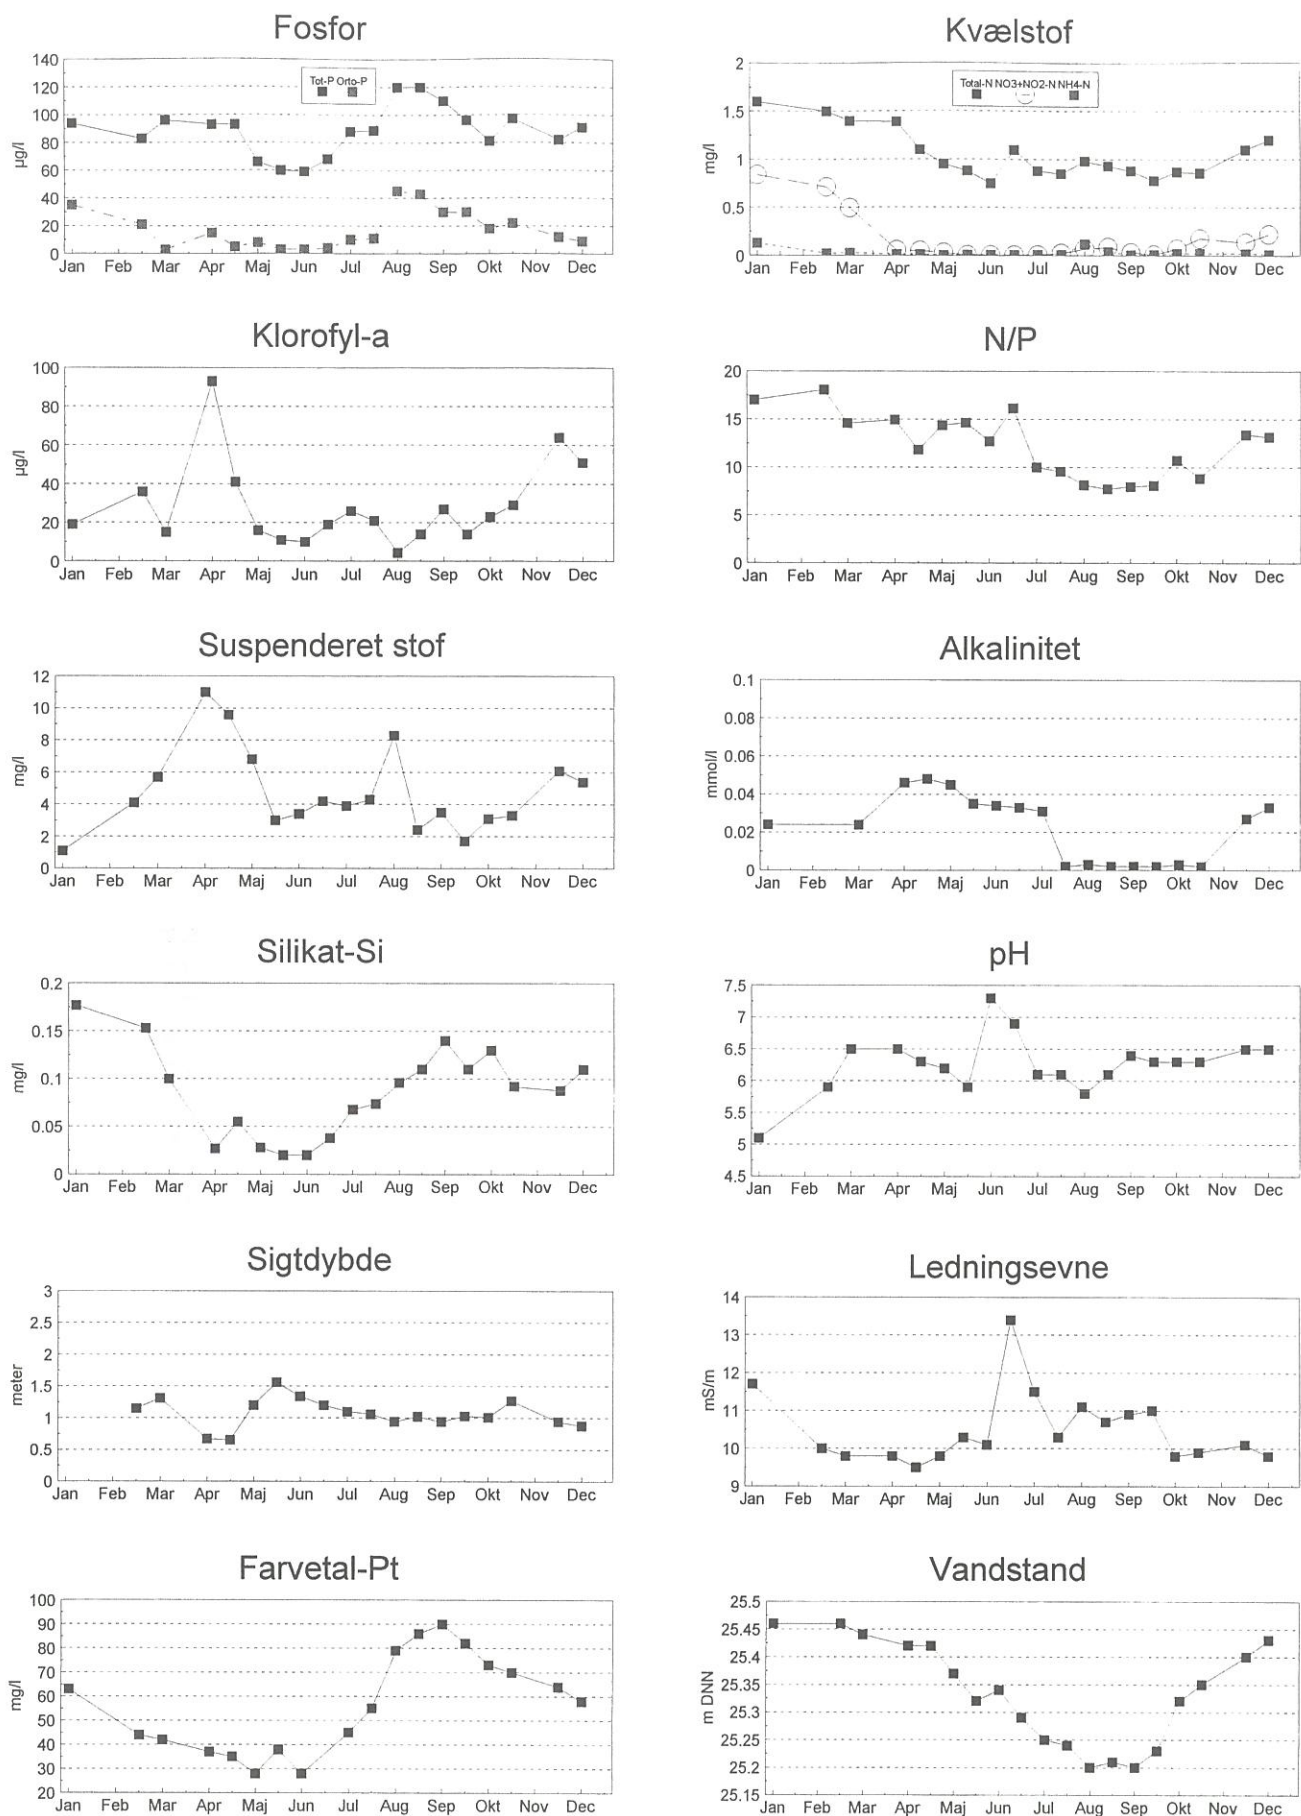 Fosfor
140
120
100
80
60
40
20
0
µg/l
Tot-P Orto-P
Jan Feb Mar Apr Maj Jun Jul Aug Sep Okt Nov Dec
Kvælstof
2
1.5
1
0.5
0
mg/l
Total-N NO3+NO2-N NH4-N
Jan Feb Mar Apr Maj Jun Jul Aug Sep Okt Nov Dec
Klorofyl-a
100
80
60
40
20
0
µg/l
Jan Feb Mar Apr Maj Jun Jul Aug Sep Okt Nov Dec
N/P
20
15
10
5
0
Jan Feb Mar Apr Maj Jun Jul Aug Sep Okt Nov Dec
Suspenderet stof
12
10
8
6
4
2
0
mg/l
Jan Feb Mar Apr Maj Jun Jul Aug Sep Okt Nov Dec
Alkalinitet
0.1
0.08
0.06
0.04
0.02
0
mmol/l
Jan Feb Mar Apr Maj Jun Jul Aug Sep Okt Nov Dec
Silikat-Si
0.2
0.15
0.1
0.05
0
mg/l
Jan Feb Mar Apr Maj Jun Jul Aug Sep Okt Nov Dec
pH
7.5
7
6.5
6
5.5
5
4.5
Jan Feb Mar Apr Maj Jun Jul Aug Sep Okt Nov Dec
Sigtdybde
3
2.5
2
1.5
1
0.5
0
meter
Jan Feb Mar Apr Maj Jun Jul Aug Sep Okt Nov Dec
Ledningsevne
14
13
12
11
10
9
mS/m
Jan Feb Mar Apr Maj Jun Jul Aug Sep Okt Nov Dec
Farvetal-Pt
100
90
80
70
60
50
40
30
20
mg/l
Jan Feb Mar Apr Maj Jun Jul Aug Sep Okt Nov Dec
Vandstand
25.5
25.45
25.4
25.35
25.3
25.25
25.2
25.15
m DNN
Jan Feb Mar Apr Maj Jun Jul Aug Sep Okt Nov Dec